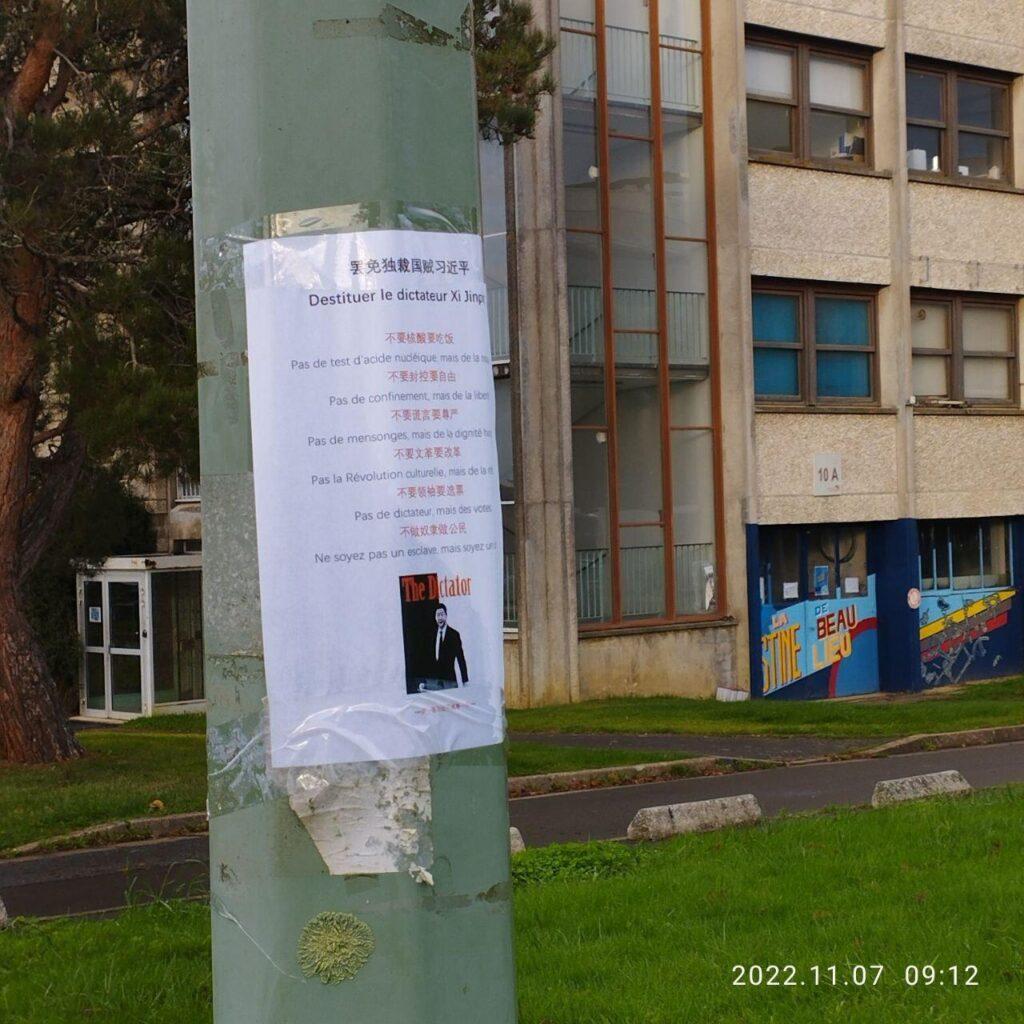 罢免独裁国贼习近平
Destituer le dictateur Xi Jinp
不要核酸要吃饭
Pas de test d'acide nucléique, mais de la
不要封控要自由
Pas de confinement, mais de la liber
不要谎言要尊严
Pas de mensonges, mais de la dignité
不要文革要改革
Pas la Révolution culturelle, mais de la
不要领袖要选票
Pas de dictateur, mais des votes
不做奴隶做公民
Ne soyez pas un esclave, mais soyez un
The Dictator
10 A
LA
STINE
DE
BEAU
LIEU
2022.11.07 09:12